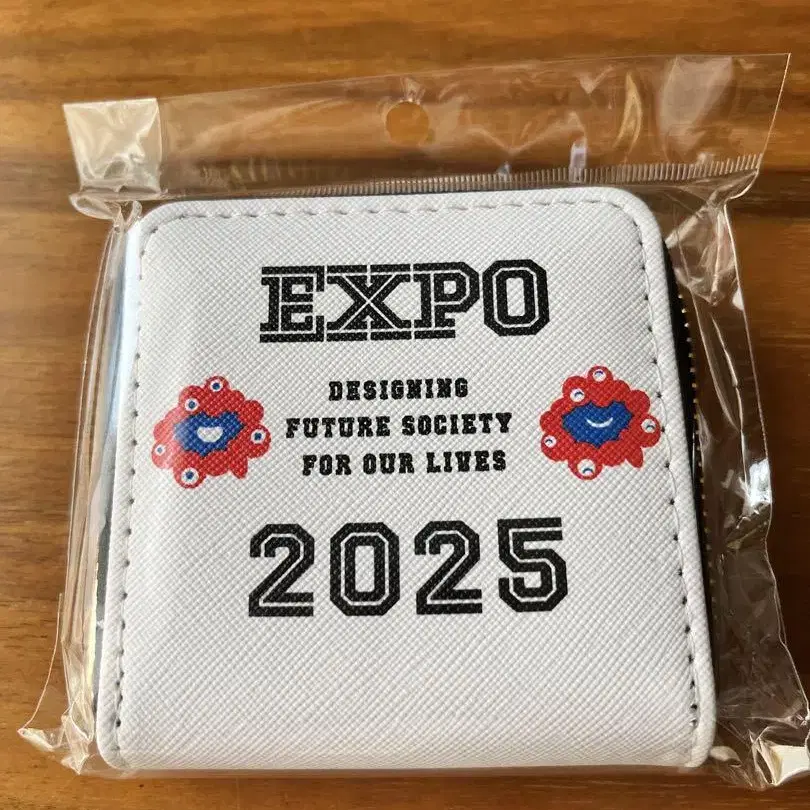 EXPO
DESIGNING
FUTURE SOCIETY
FOR OUR LIVES
2025